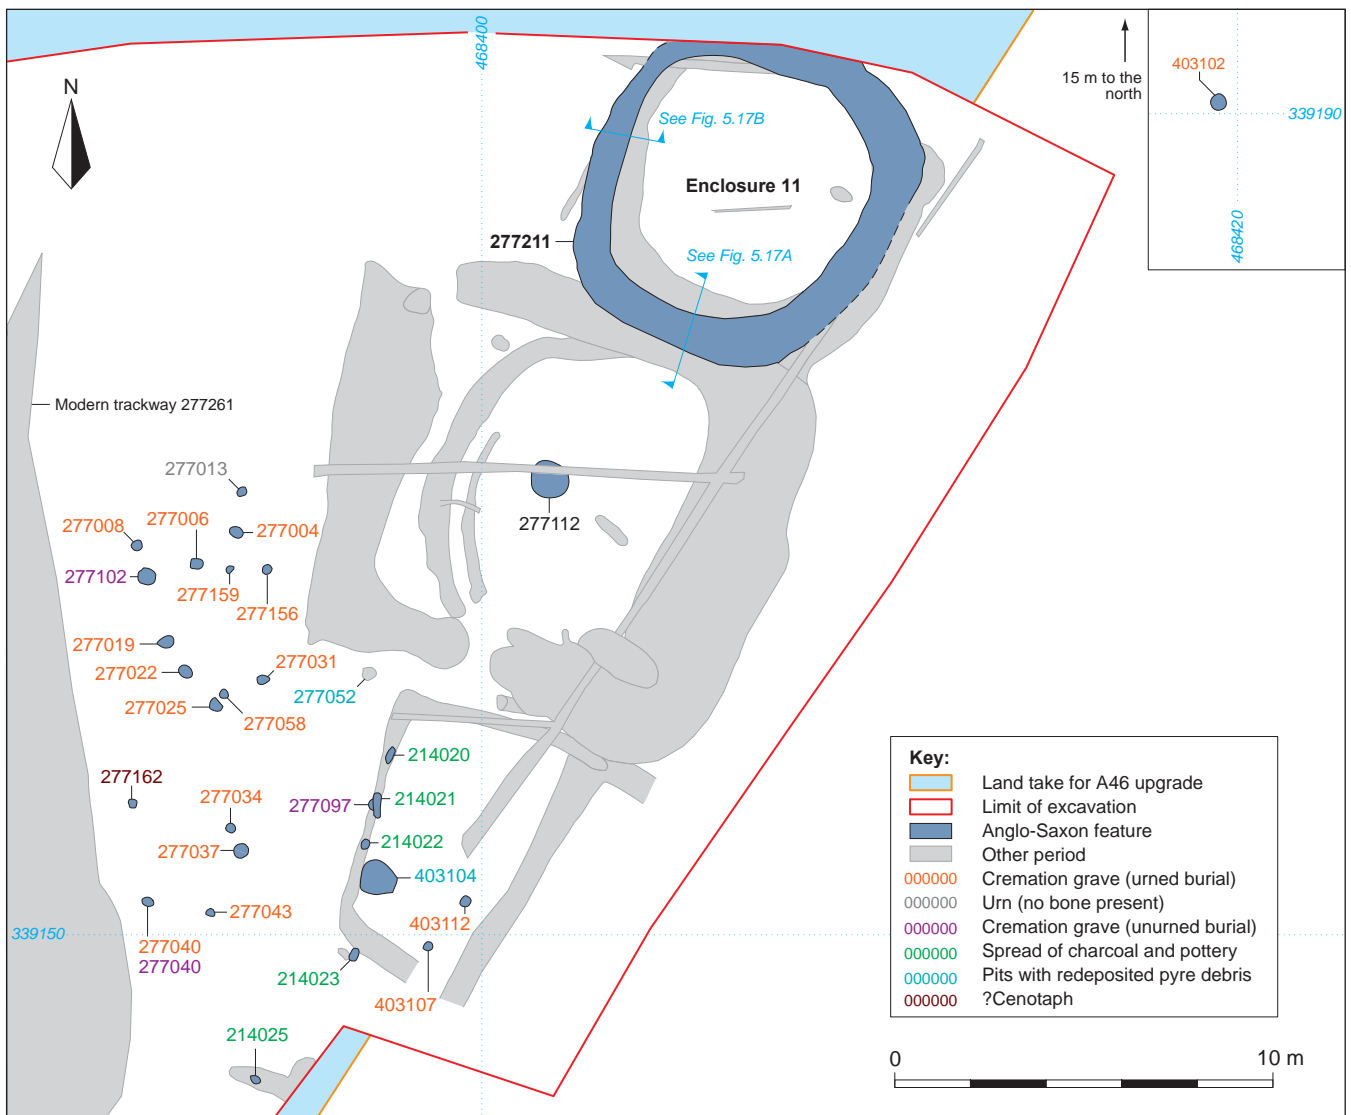 468400
15 m to the
north
403102
339190
468420
N
See Fig. 5.17B
Enclosure 11
277211
See Fig. 5.17A
Modern trackway 277261
277013
277008
277006
277004
277112
277102
277159
277156
277019
277031
277022
277052
277025
277058
214020
277162
277034
277097
214021
214022
277037
403104
277043
403112
339150
277040
277040
214023
403107
214025
Key:
Land take for A46 upgrade
Limit of excavation
Anglo-Saxon feature
Other period
000000 Cremation grave (urned burial)
000000 Urn (no bone present)
000000 Cremation grave (unurned burial)
000000 Spread of charcoal and pottery
000000 Pits with redeposited pyre debris
000000 ?Cenotaph
0 10 m